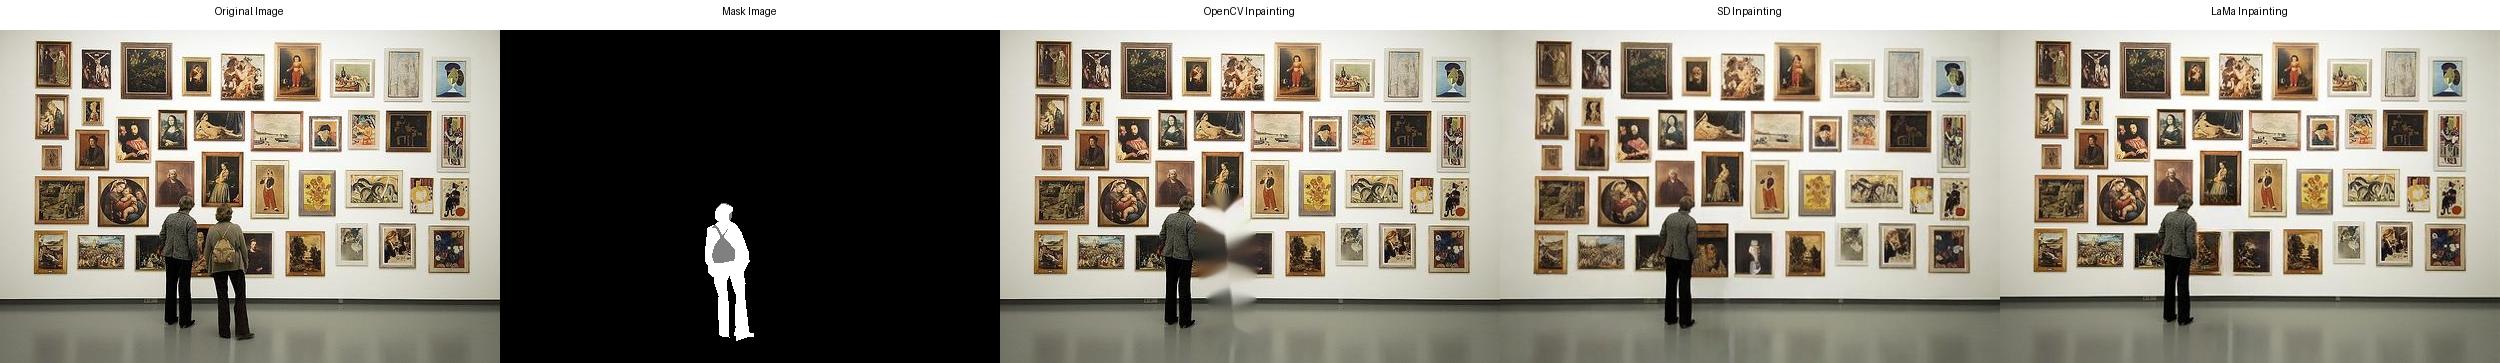 Original Image
Mask Image
OpenCV Inpainting
SD Inpainting
LaMa Inpainting